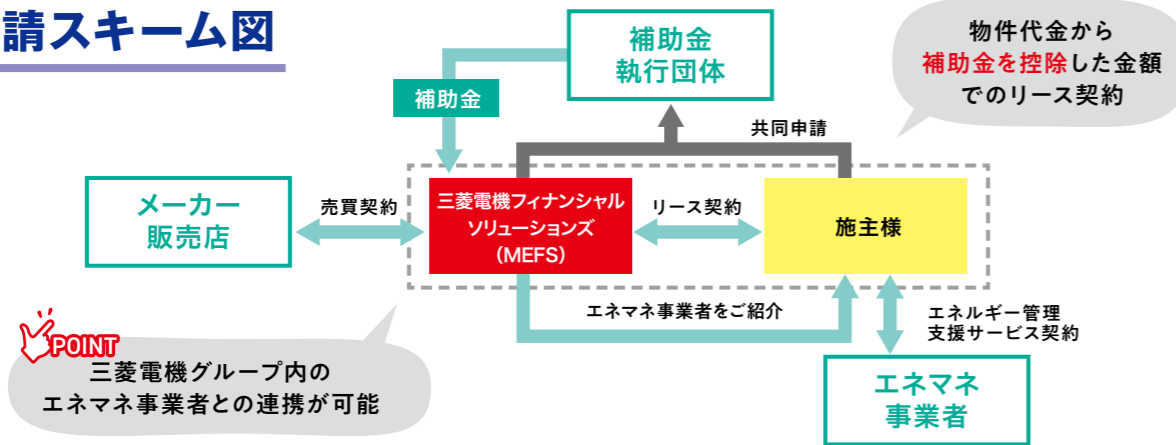 請スキーム図
補助金
執行団体
物件代金から
補助金を控除した金額
でのリース契約
補助金
共同申請
メーカー
販売店
売買契約
三菱電機フィナンシャル
ソリューションズ
(MEFS)
リース契約
施主様
エネマネ事業者をご紹介
エネルギー管理
支援サービス契約
POINT
三菱電機グループ内の
エネマネ事業者との連携が可能
エネマネ
事業者